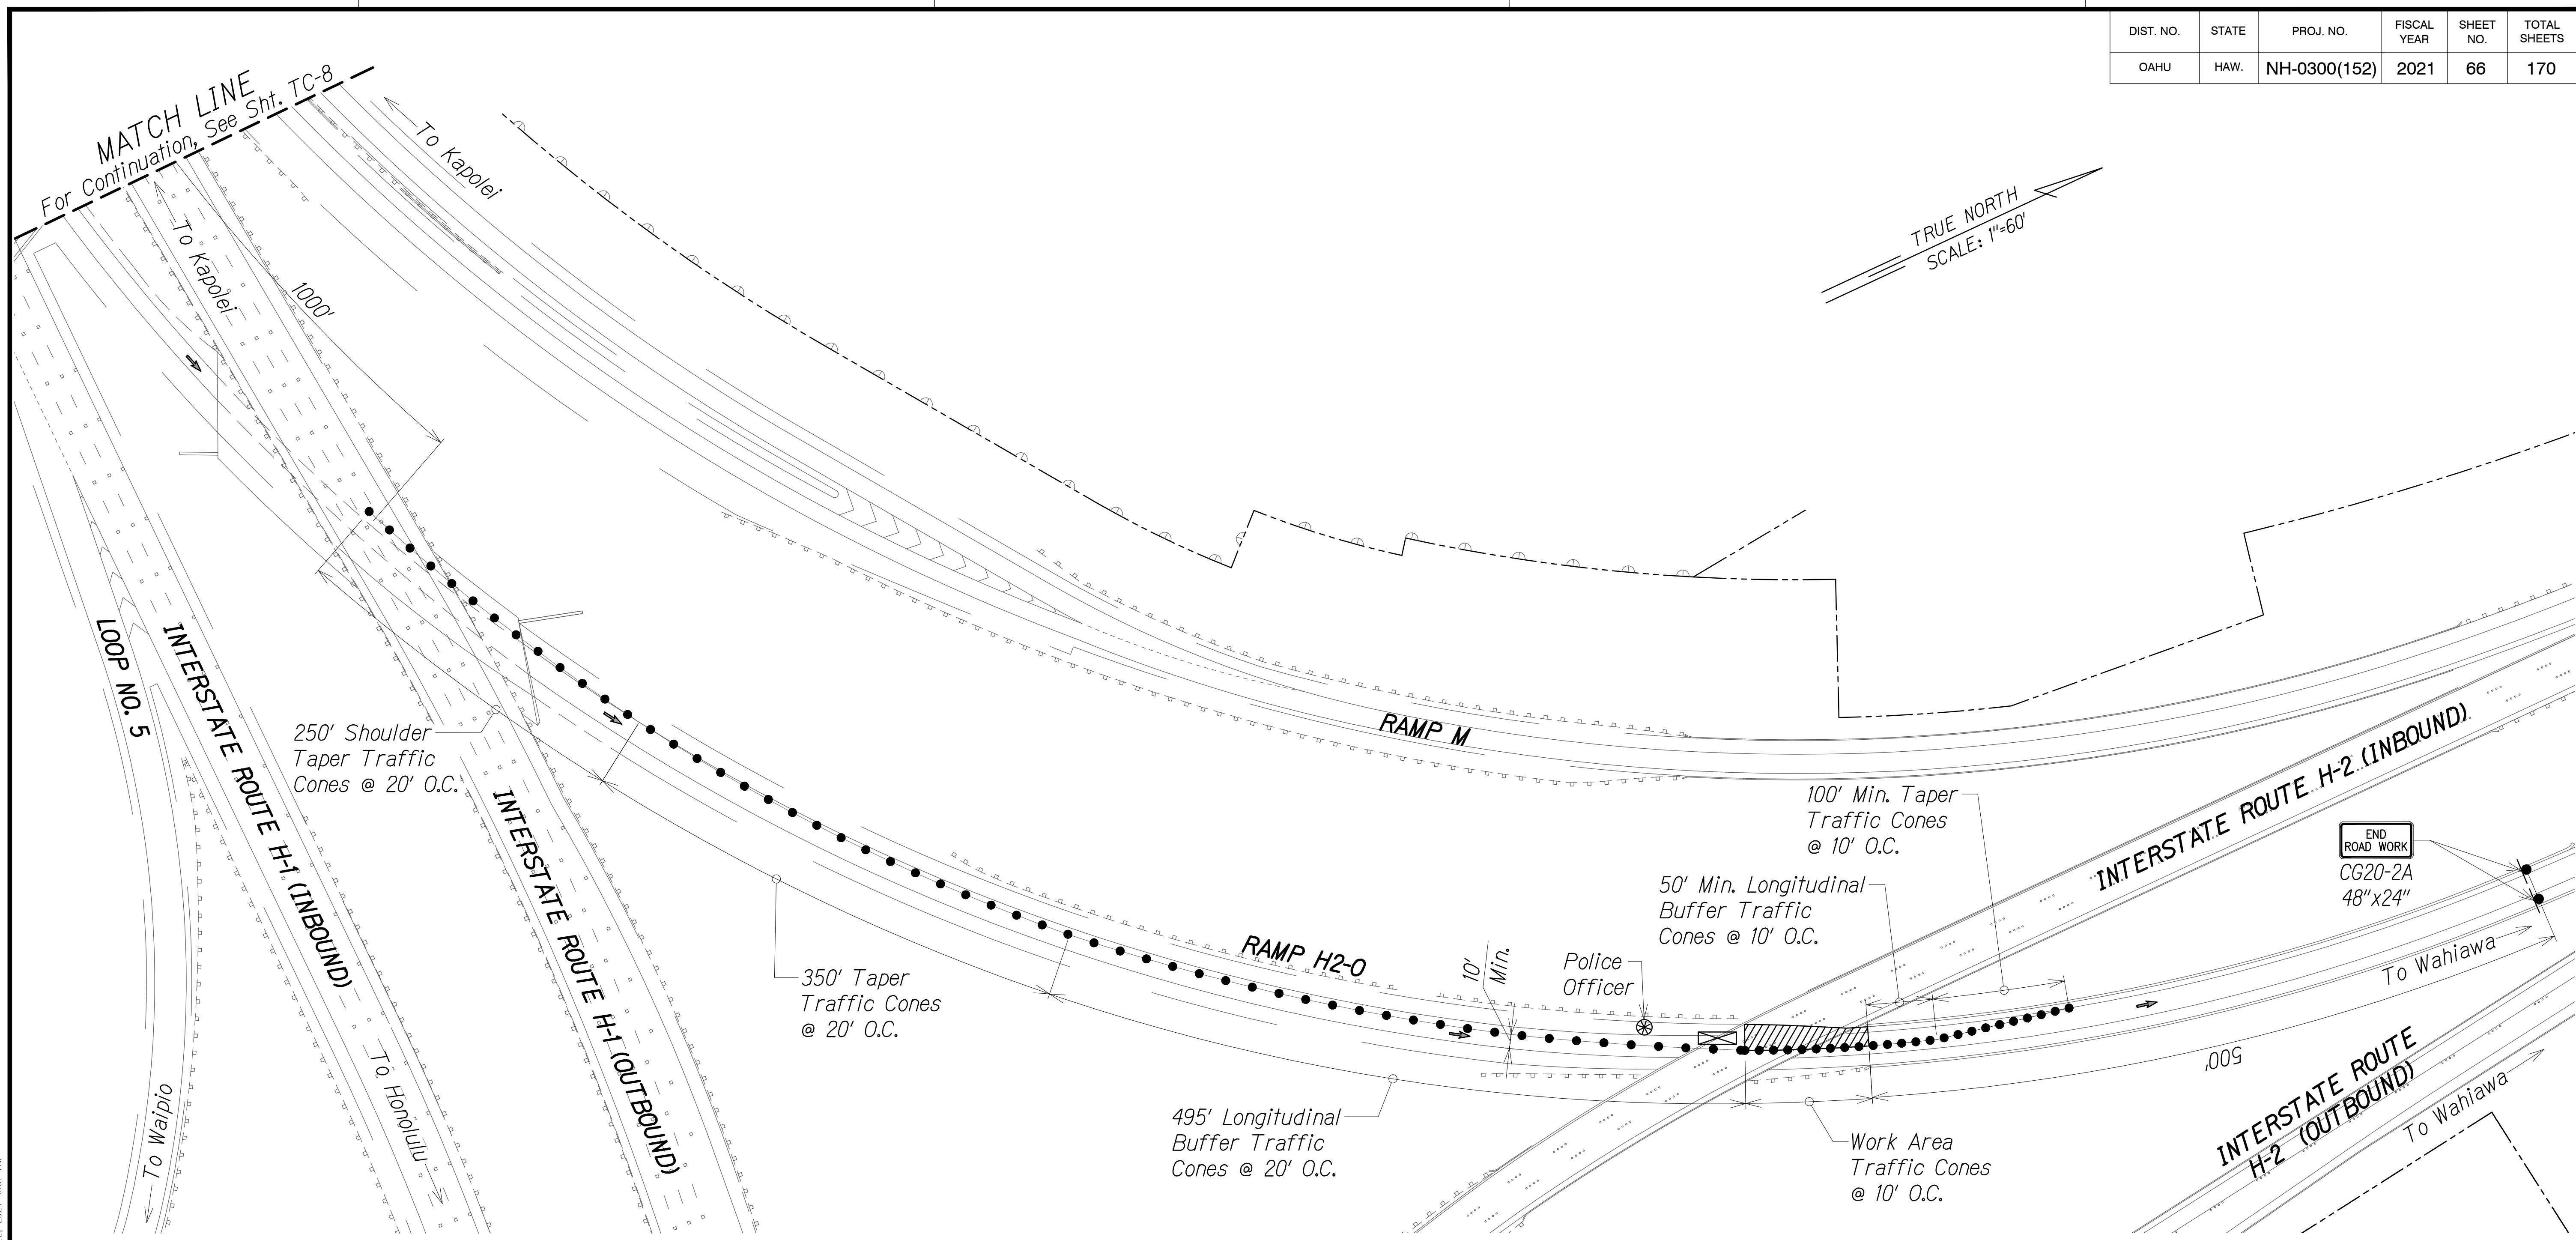 DIST. NO.
STATE
PROJ. NO.
FISCAL
YEAR
SHEET
NO.
TOTAL
SHEETS
OAHU
HAW.
NH-0300(152)
2021
66
170
MATCH LINE
For Continuation, See Sht. TC-8
To Kapolei
To Kapolei
1000'
TRUE NORTH
SCALE: 1"=60'
LOOP NO. 5
INTERSTATE ROUTE H-1 (INBOUND)
INTERSTATE ROUTE H-1 (OUTBOUND)
250' Shoulder
Taper Traffic
Cones @ 20' O.C.
RAMP M
INTERSTATE ROUTE H-2 (INBOUND)
100' Min. Taper
Traffic Cones
@ 10' O.C.
50' Min. Longitudinal
Buffer Traffic
Cones @ 10' O.C.
END
ROAD WORK
CG20-2A
48"x24"
350' Taper
Traffic Cones
@ 20' O.C.
RAMP H2-O
10'
Min.
Police
Officer
To Wahiawa
500'
495' Longitudinal
Buffer Traffic
Cones @ 20' O.C.
Work Area
Traffic Cones
@ 10' O.C.
INTERSTATE ROUTE
H-2 (OUTBOUND)
To Wahiawa
To Waipio
To Honolulu